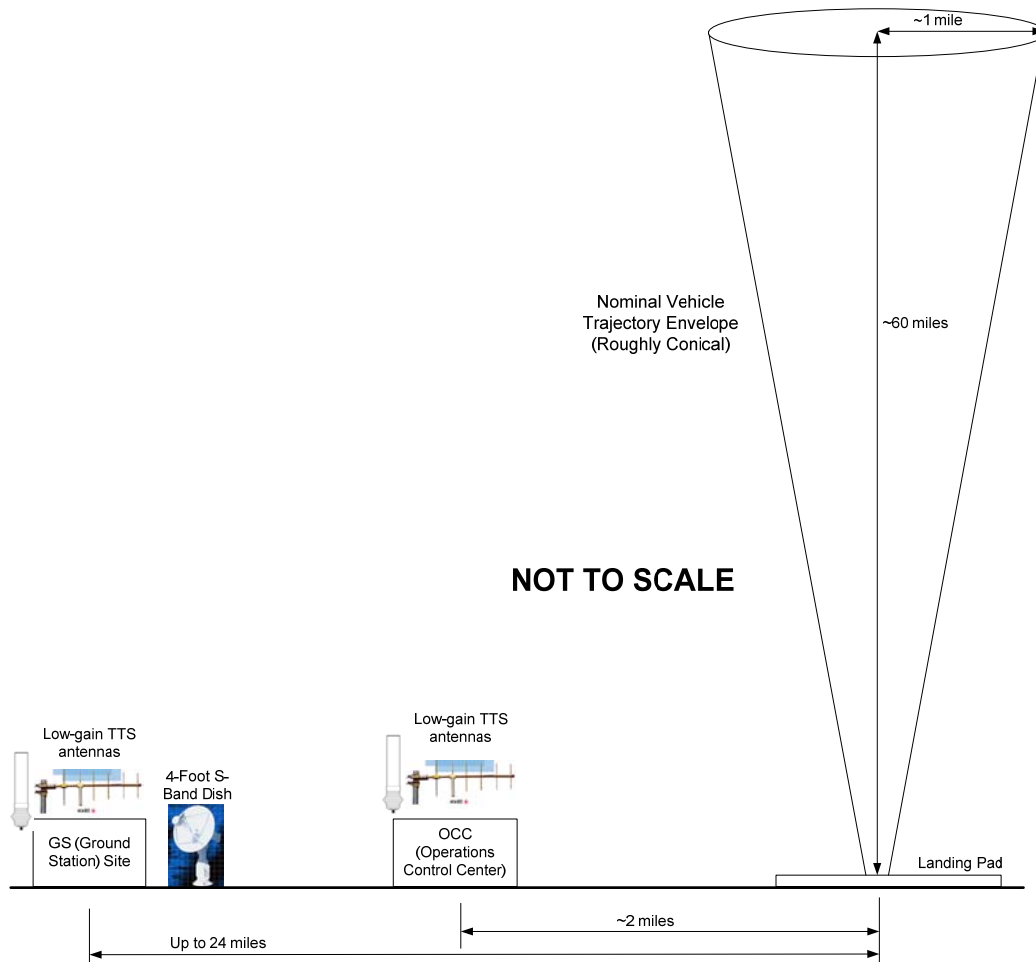 ~1 mile
Nominal Vehicle
Trajectory Envelope
(Roughly Conical)
~60 miles
NOT TO SCALE
Low-gain TTS
antennas
4-Foot S-
Band Dish
GS (Ground
Station) Site
Low-gain TTS
antennas
OCC
(Operations
Control Center)
Landing Pad
~2 miles
Up to 24 miles